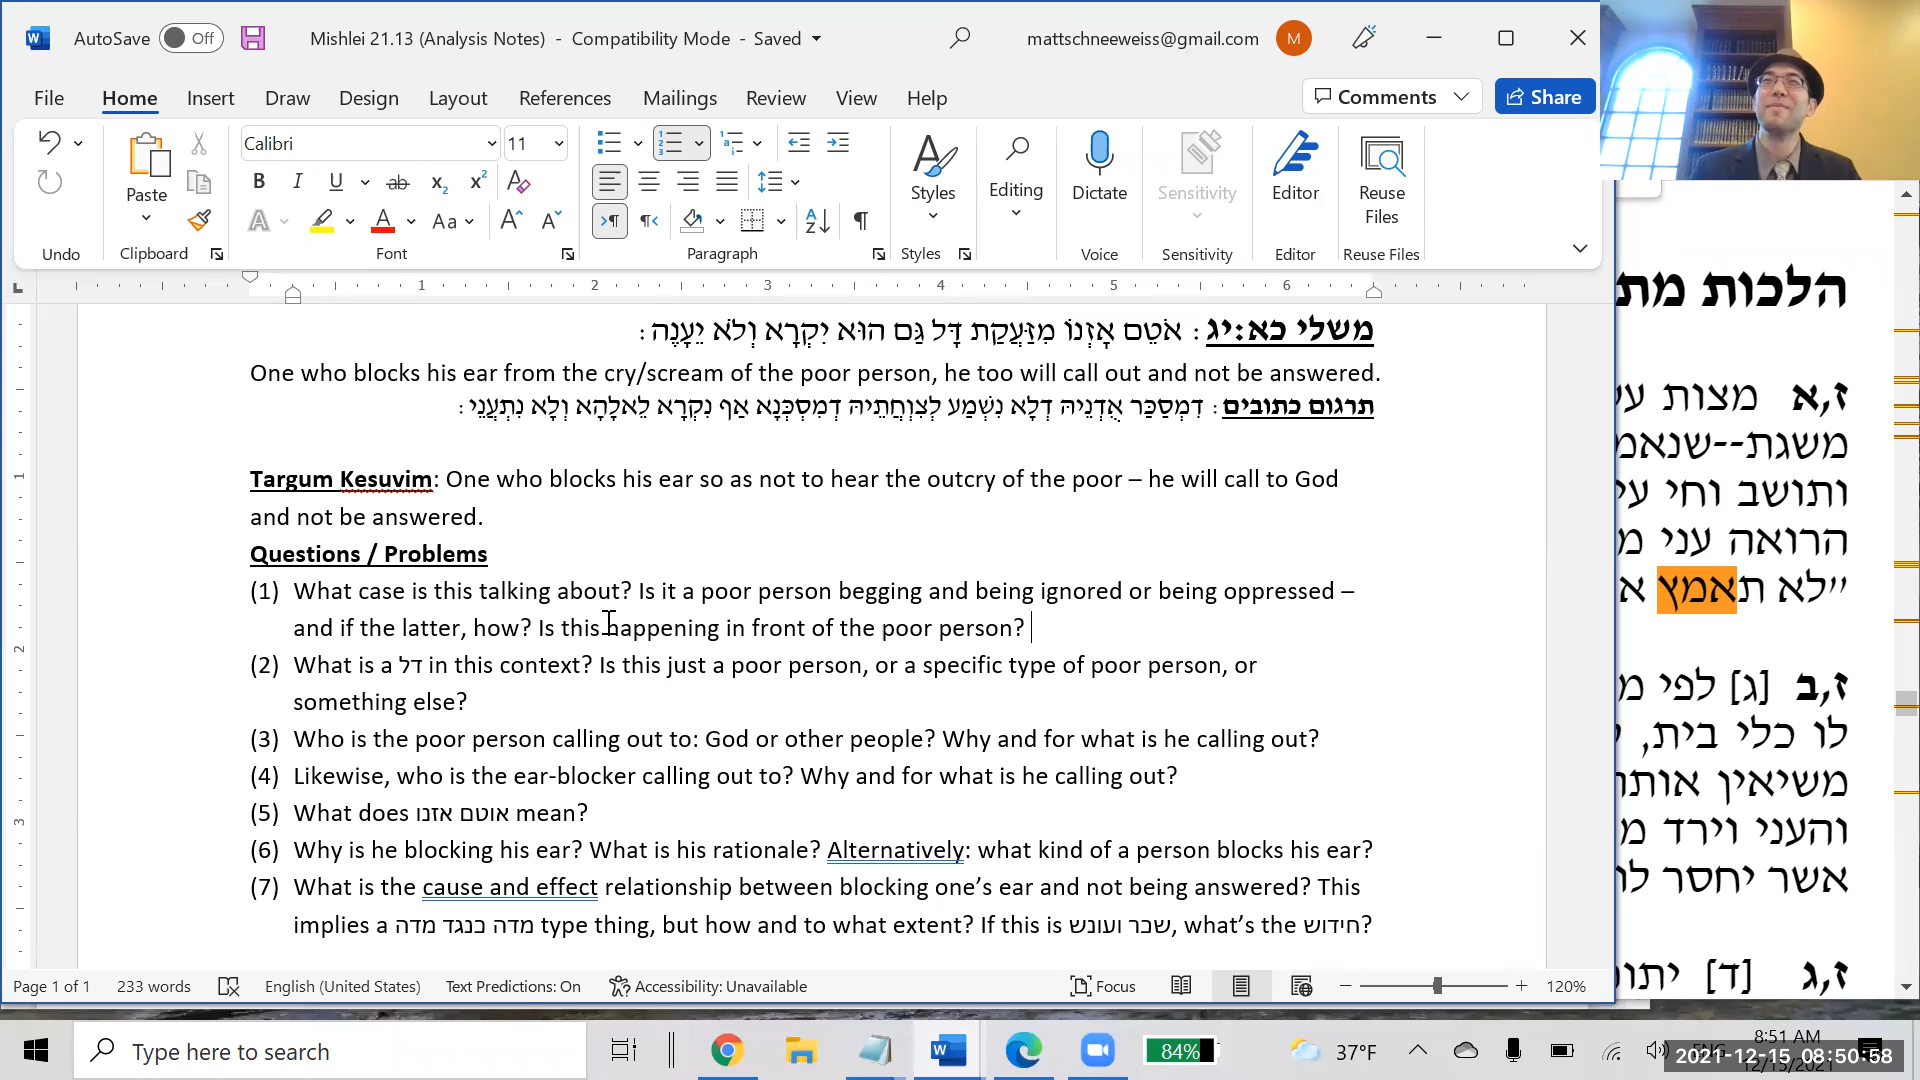 AutoSave Off Mishlei 21.13 (Analysis Notes) - Compatibility Mode - Saved mattschneeweiss@gmail.com M
File Home Insert Draw Design Layout References Mailings Review View Help Comments Share
Calibri 11
Paste Styles Editing Dictate Sensitivity Editor Reuse Files
Undo Clipboard Font Paragraph Styles Voice Sensitivity Editor Reuse Files
1 2 3 4 5 6
משלי כא:יג: אֹטֵם אָזְנוֹ מִזַּעֲקַת דָּל גַּם הוּא יִקְרָא וְלֹא יֵעָנֶה:
One who blocks his ear from the cry/scream of the poor person, he too will call out and not be answered.
תרגום כתובים: דִמְסַכַּר אֻדְנֵיהּ דְלָא נִשְׁמַע לְצִוְחֲתֵיהּ דְמִסְכְּנָא אַף נִקְרָא לֵאלָהָא וְלָא נִתְעֲנֵי:
Targum Kesuvim: One who blocks his ear so as not to hear the outcry of the poor – he will call to God
and not be answered.
Questions / Problems
(1) What case is this talking about? Is it a poor person begging and being ignored or being oppressed –
and if the latter, how? Is this happening in front of the poor person?
(2) What is a דל in this context? Is this just a poor person, or a specific type of poor person, or
something else?
(3) Who is the poor person calling out to: God or other people? Why and for what is he calling out?
(4) Likewise, who is the ear-blocker calling out to? Why and for what is he calling out?
(5) What does אוטם אזנו mean?
(6) Why is he blocking his ear? What is his rationale? Alternatively: what kind of a person blocks his ear?
(7) What is the cause and effect relationship between blocking one's ear and not being answered? This
implies a מדה כנגד מדה type thing, but how and to what extent? If this is שכר ועונש, what's the חידוש?
הלכות מת
ז,א מצות עש
משגת--שנאמ
ותושב וחי עי
הרואה עני מ
"לא תאמץ א
ז,ב [ג] לפי מ
לו כלי בית,
משיאין אותו
והעני וירד מ
אשר יחסר לו
ז,ג [ד] יתום
Page 1 of 1 233 words English (United States) Text Predictions: On Accessibility: Unavailable Focus 120%
Type here to search 84% 37°F ENG 8:51 AM
2021-12-15 08:50:58